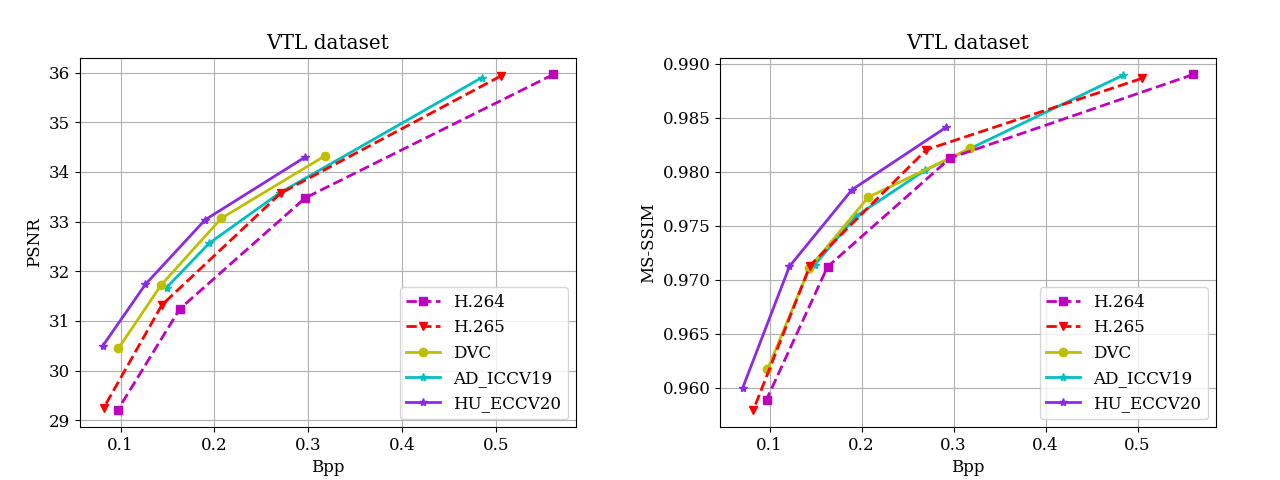 VTL dataset
36
35
34
33
32
31
30
29
PSNR
0.1 0.2 0.3 0.4 0.5
Bpp
H.264
H.265
DVC
AD_ICCV19
HU_ECCV20
VTL dataset
0.990
0.985
0.980
0.975
0.970
0.965
0.960
MS-SSIM
0.1 0.2 0.3 0.4 0.5
Bpp
H.264
H.265
DVC
AD_ICCV19
HU_ECCV20